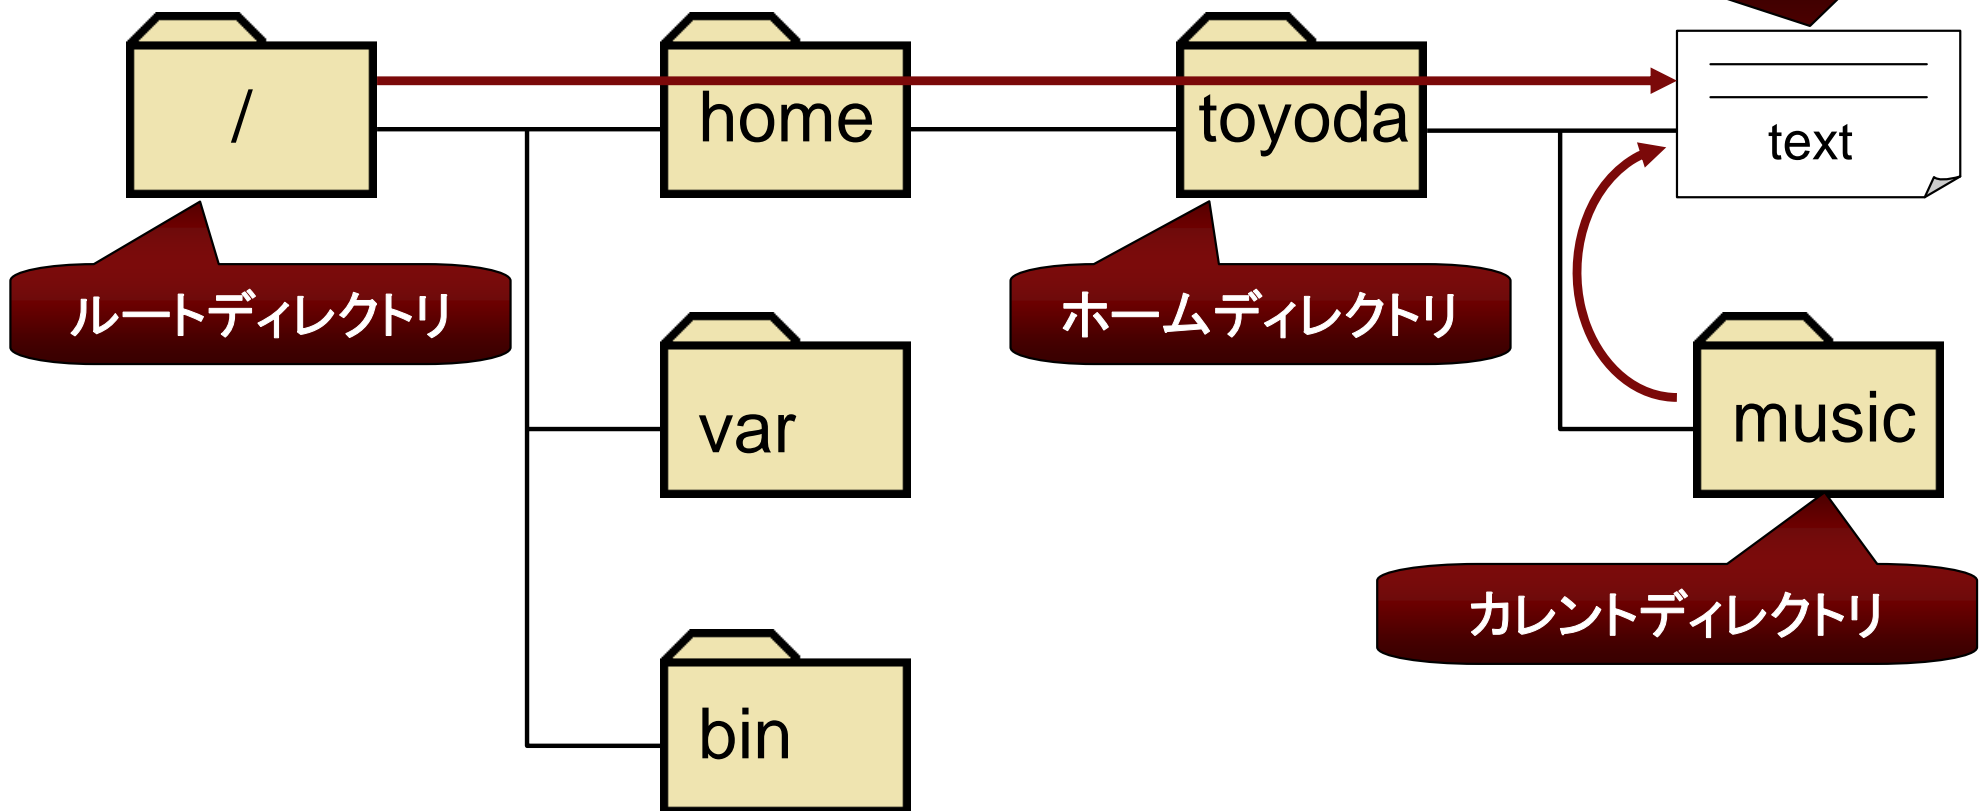 /
home
toyoda
text
ルートディレクトリ
ホームディレクトリ
var
music
カレントディレクトリ
bin